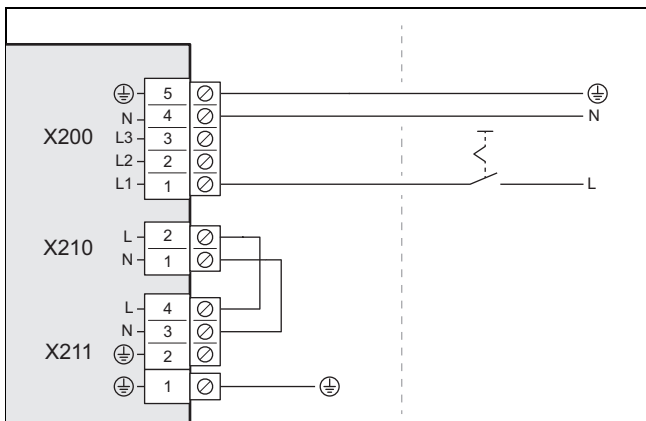 ⏚ 5 ⏚
N 4 N
X200 L3 3
L2 2
L1 1 L
L 2
X210 N 1
L 4
N 3
X211 ⏚ 2
⏚ 1 ⏚